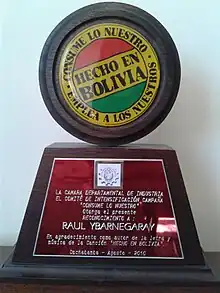 CONSUME LO NUESTRO
HECHO EN
BOLIVIA
EMPLEA A LOS NUESTROS
LA CAMARA DEPARTAMENTAL DE INDUSTRIA
EL COMITÉ DE INTENSIFICACIÓN CAMPAÑA
"CONSUME LO NUESTRO"
Otorga el presente
RECONOCIMIENTO A :
RAUL YBARNEGARAY
En agradecimiento como autor de la letra y
música de la Canción "HECHO EN BOLIVIA".
Cochabamba - Agosto - 2010